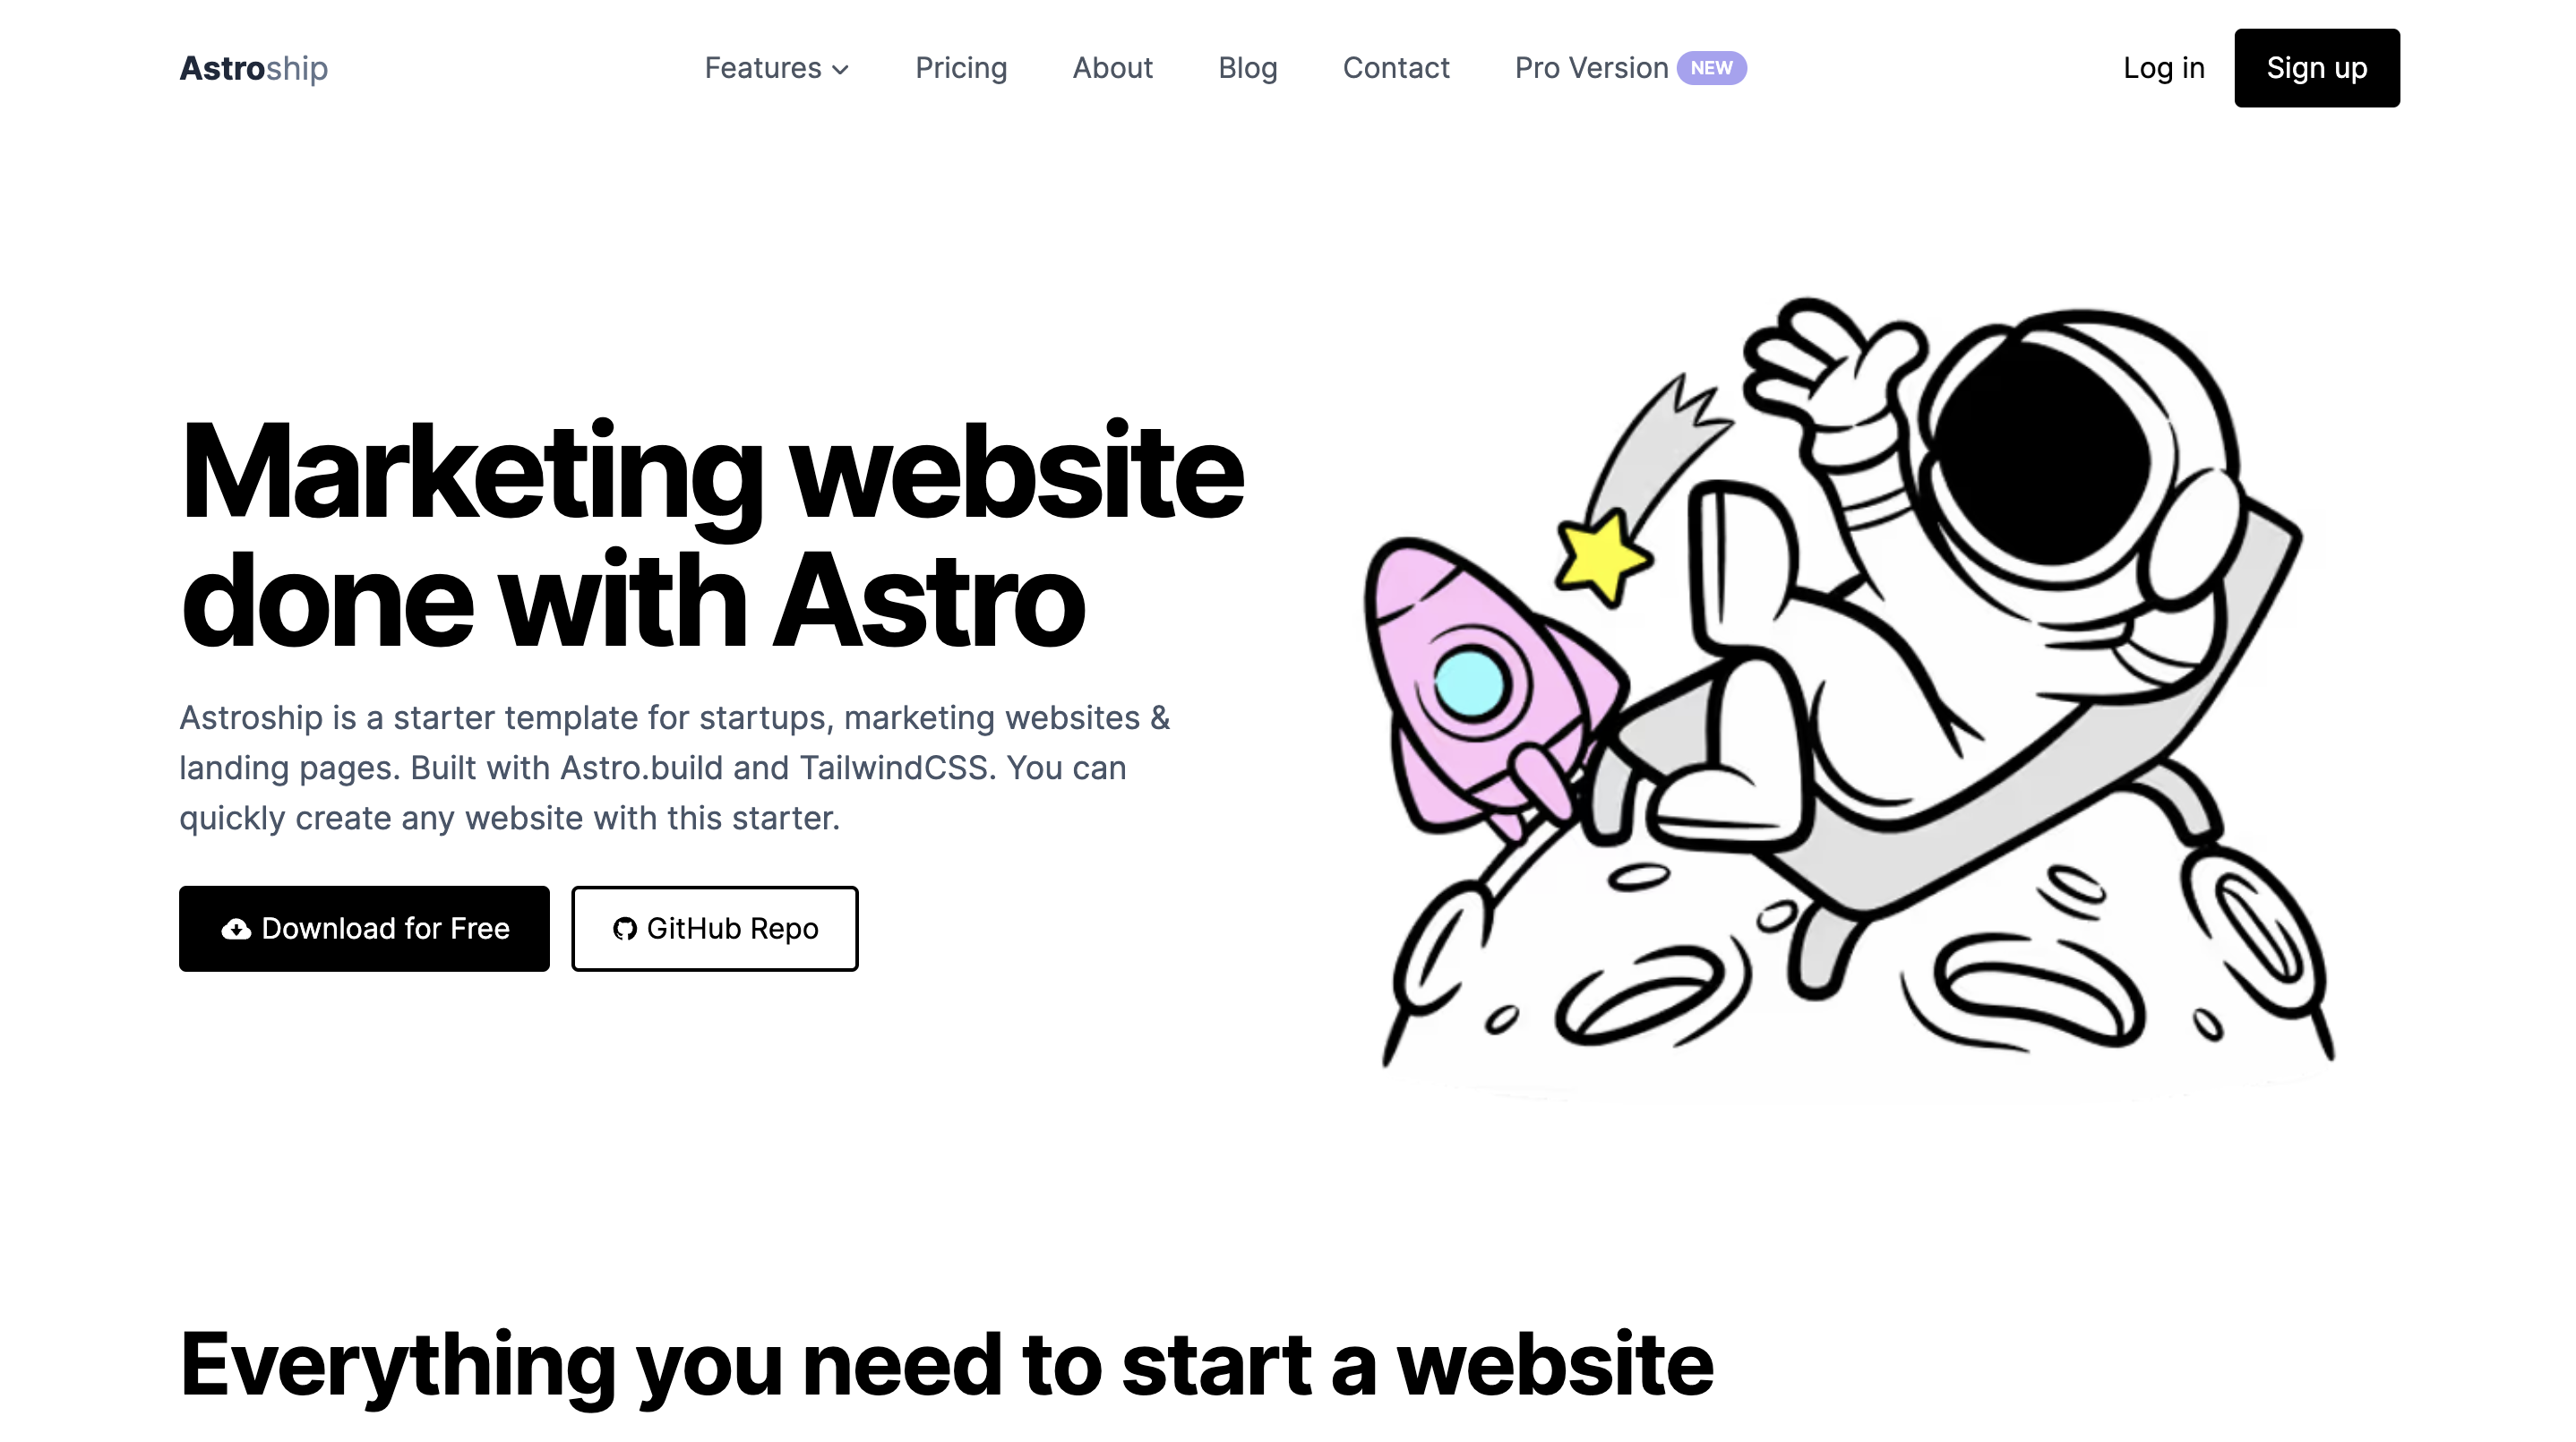 Astroship
Features
Pricing
About
Blog
Contact
Pro Version NEW
Log in
Sign up
Marketing website
done with Astro
Astroship is a starter template for startups, marketing websites &
landing pages. Built with Astro.build and TailwindCSS. You can
quickly create any website with this starter.
Download for Free
GitHub Repo
Everything you need to start a website